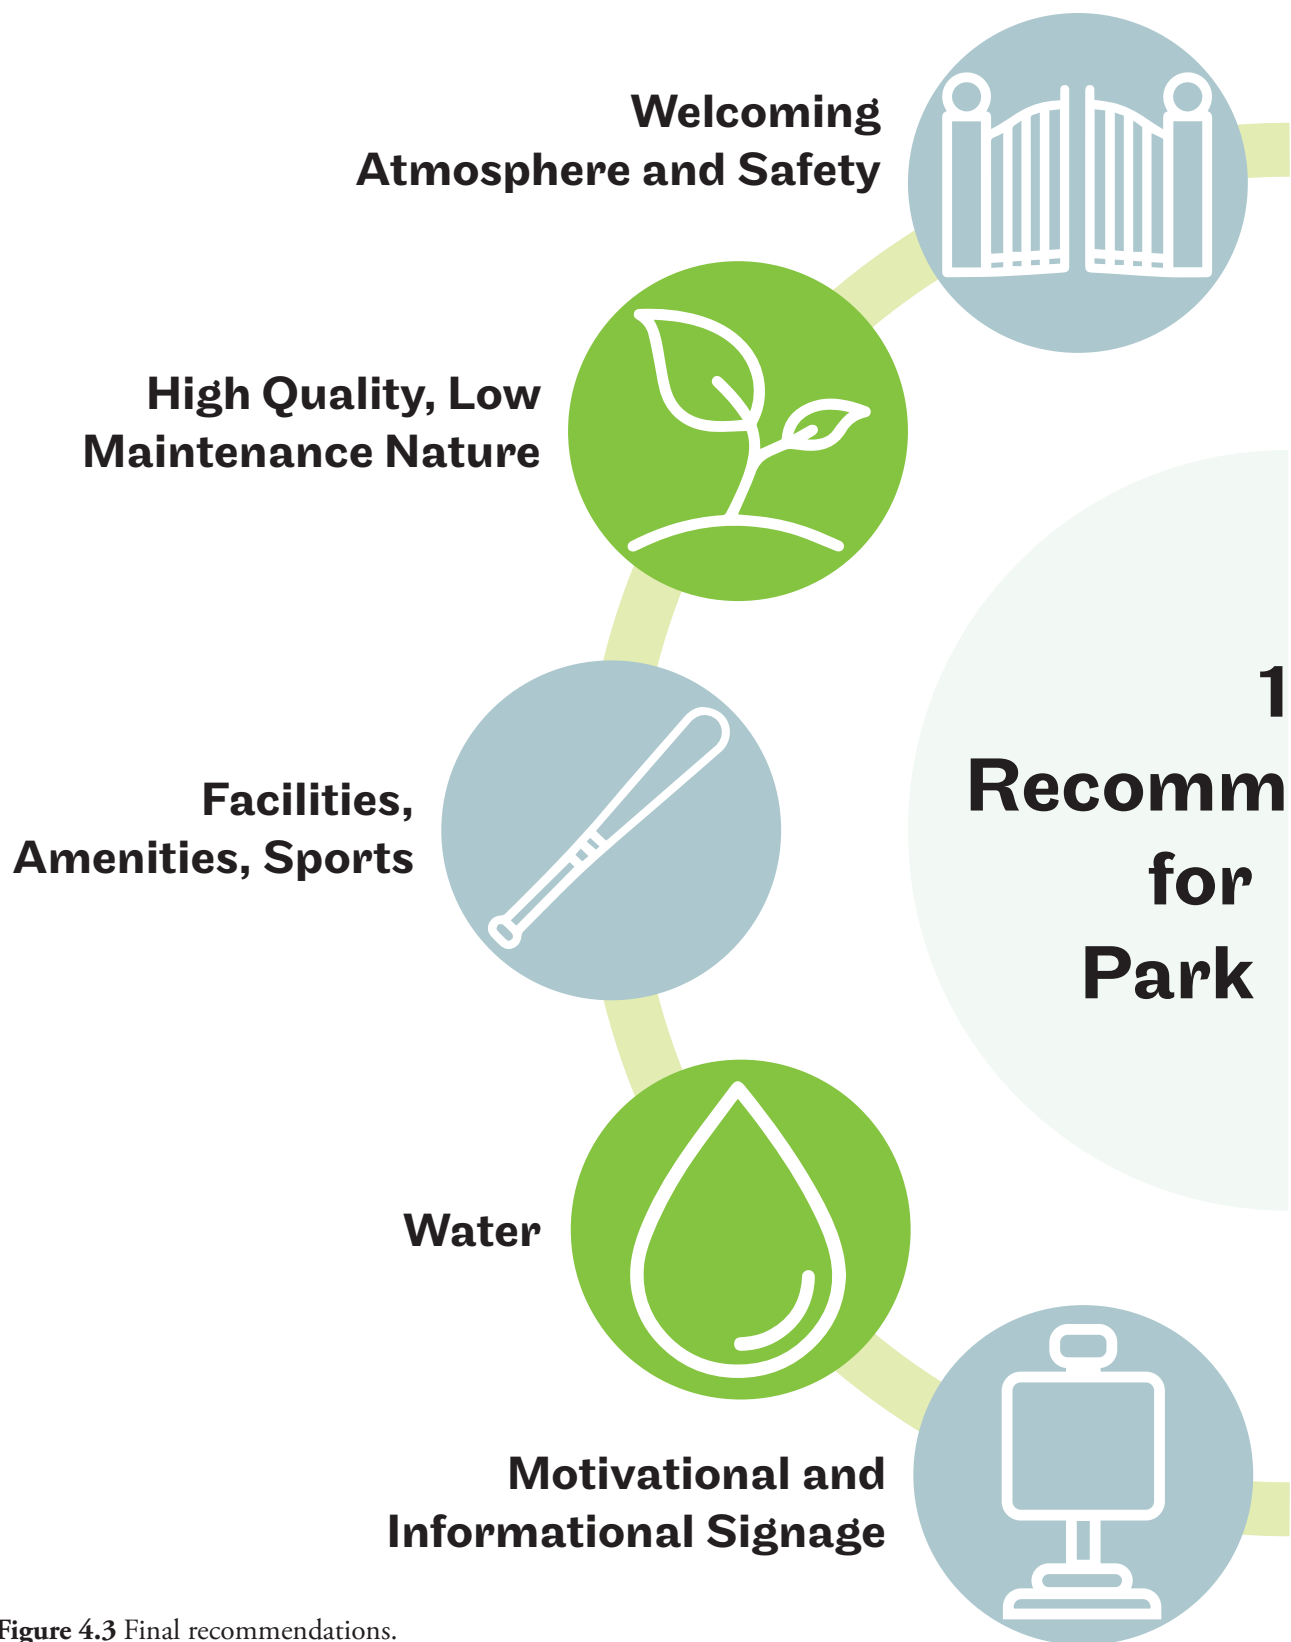 Welcoming
Atmosphere and Safety
High Quality, Low
Maintenance Nature
Facilities,
Amenities, Sports
Water
Motivational and
Informational Signage
1
Recomm
for
Park
Figure 4.3 Final recommendations.